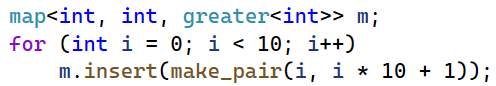 map<int, int, greater<int>> m;
for (int i = 0; i < 10; i++)
    m.insert(make_pair(i, i * 10 + 1));